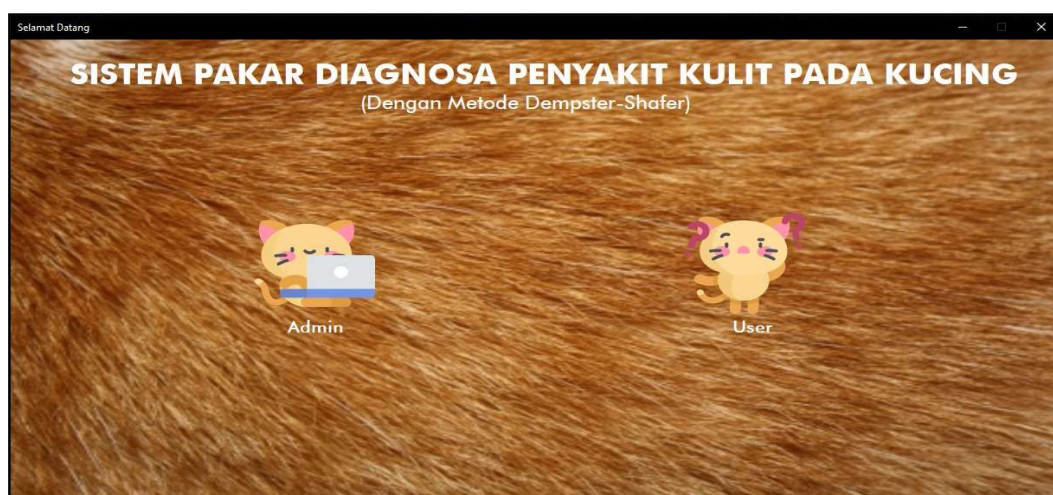 Selamat Datang
SISTEM PAKAR DIAGNOSA PENYAKIT KULIT PADA KUCING
(Dengan Metode Dempster-Shafer)
? ?
Admin
User